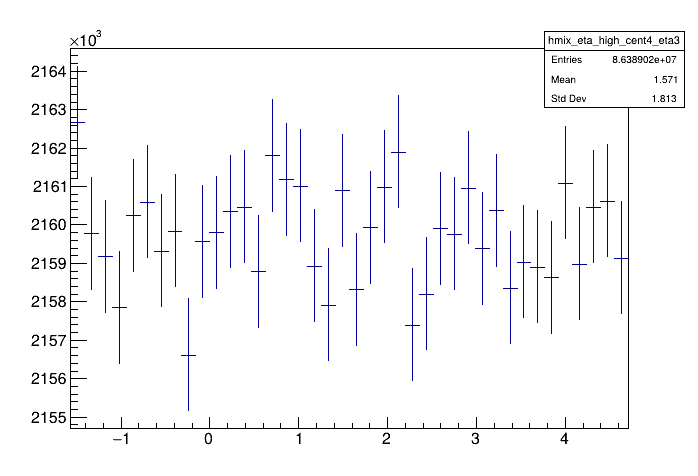 ×10³
hmix_eta_high_cent4_eta3
Entries 8.638902e+07
Mean 1.571
Std Dev 1.813
2164
2163
2162
2161
2160
2159
2158
2157
2156
2155
−1 0 1 2 3 4